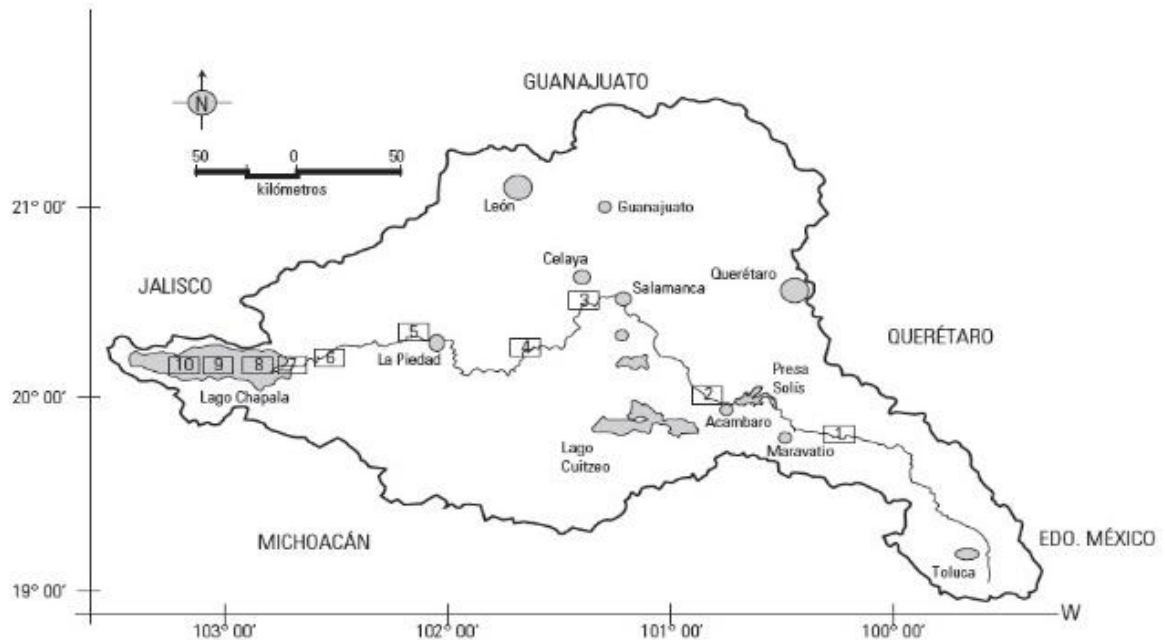 GUANAJUATO
N
50 0 50
kilómetros
21° 00'
León
Guanajuato
Celaya
Querétaro
JALISCO
Salamanca
3
QUERÉTARO
5
4
La Piedad
6
10 9 8 7
Presa
Solís
20° 00'
Lago Chapala
2
Acambaro
1
Maravatio
Lago
Cuitzeo
MICHOACÁN
EDO. MÉXICO
Toluca
19° 00'
W
103° 00' 102° 00' 101° 00' 100° 00'